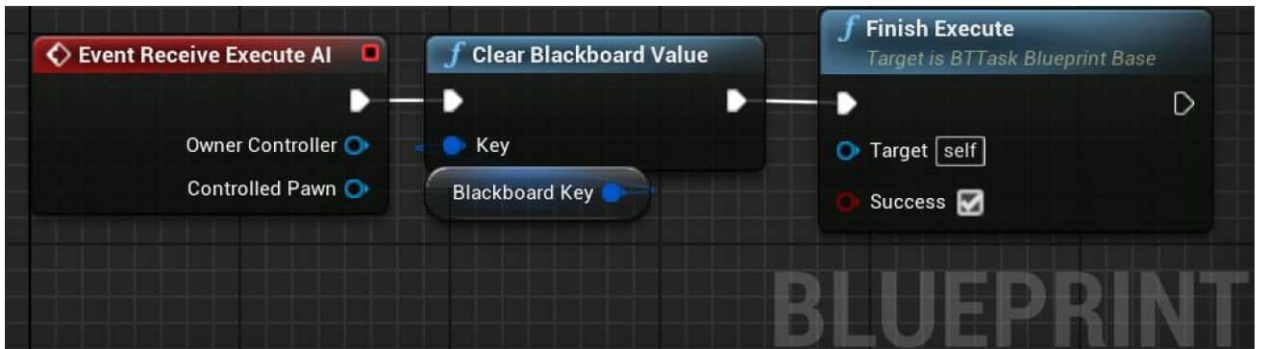 Event Receive Execute AI
Owner Controller
Controlled Pawn
f Clear Blackboard Value
Key
Blackboard Key
f Finish Execute
Target is BTTask Blueprint Base
Target self
Success
BLUEPRINT